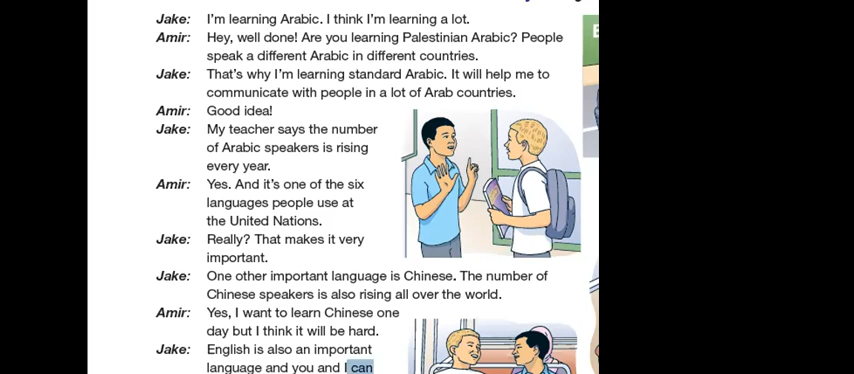 Jake: I'm learning Arabic. I think I'm learning a lot.
Amir: Hey, well done! Are you learning Palestinian Arabic? People
speak a different Arabic in different countries.
Jake: That's why I'm learning standard Arabic. It will help me to
communicate with people in a lot of Arab countries.
Amir: Good idea!
Jake: My teacher says the number
of Arabic speakers is rising
every year.
Amir: Yes. And it's one of the six
languages people use at
the United Nations.
Jake: Really? That makes it very
important.
Jake: One other important language is Chinese. The number of
Chinese speakers is also rising all over the world.
Amir: Yes, I want to learn Chinese one
day but I think it will be hard.
Jake: English is also an important
language and you and I can